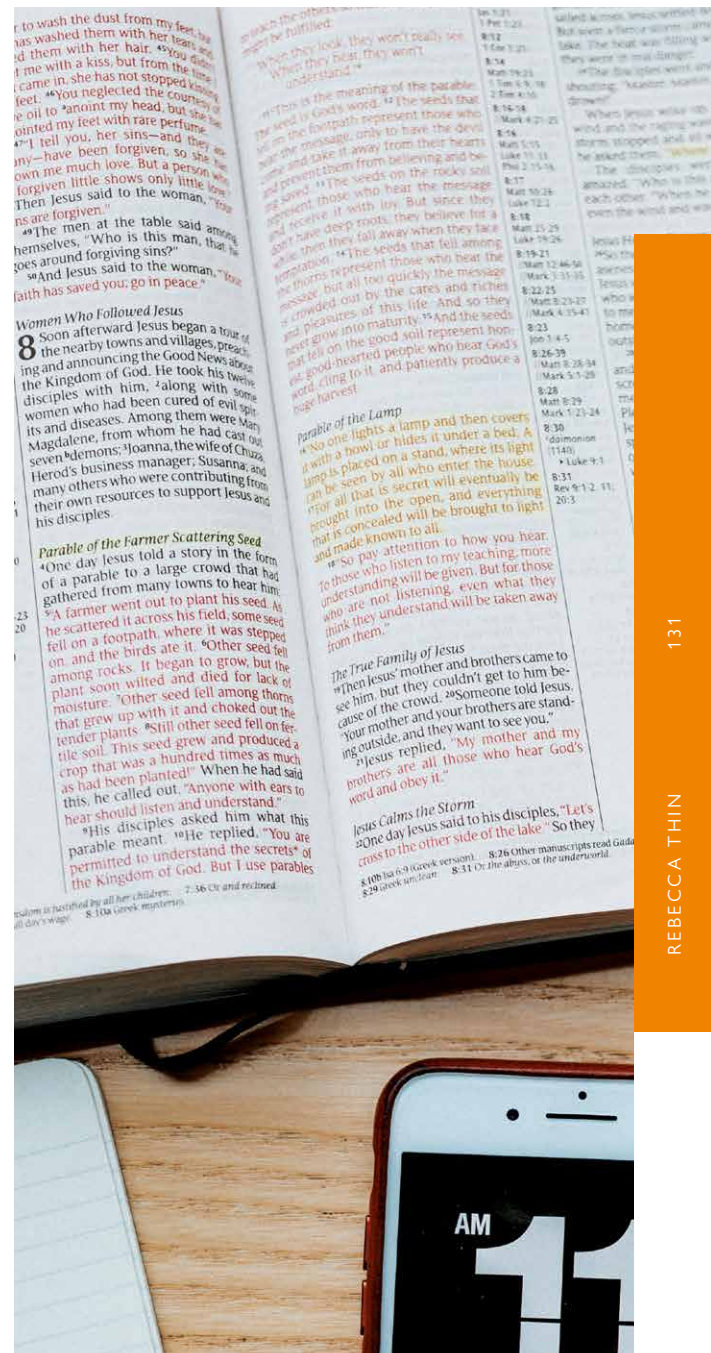 r to wash the dust from my feet, but
has washed them with her tears and
ed them with her hair. 45You didn't
t me with a kiss, but from the time I
came in, she has not stopped kissing
feet. 46You neglected the courtesy of
e oil to *anoint my head, but she has
ointed my feet with rare perfume.
47"I tell you, her sins—and they are
ny—have been forgiven, so she has
own me much love. But a person who
forgiven little shows only little love."
Then Jesus said to the woman, "Your
ns are forgiven."
49The men at the table said among
hemselves, "Who is this man, that he
goes around forgiving sins?"
50And Jesus said to the woman, "Your
faith has saved you; go in peace."
Women Who Followed Jesus
8 Soon afterward Jesus began a tour of
the nearby towns and villages, preach-
ing and announcing the Good News about
the Kingdom of God. He took his twelve
disciples with him, 2along with some
women who had been cured of evil spir-
its and diseases. Among them were Mary
Magdalene, from whom he had cast out
seven bdemons; 3Joanna, the wife of Chuza,
Herod's business manager; Susanna; and
many others who were contributing from
their own resources to support Jesus and
his disciples.
Parable of the Farmer Scattering Seed
4One day Jesus told a story in the form
of a parable to a large crowd that had
gathered from many towns to hear him:
5"A farmer went out to plant his seed. As
he scattered it across his field, some seed
fell on a footpath, where it was stepped
on, and the birds ate it. 6Other seed fell
among rocks. It began to grow, but the
plant soon wilted and died for lack of
moisture. 7Other seed fell among thorns
that grew up with it and choked out the
tender plants. 8Still other seed fell on fer-
tile soil. This seed grew and produced a
crop that was a hundred times as much
as had been planted!" When he had said
this, he called out, "Anyone with ears to
hear should listen and understand."
9His disciples asked him what this
parable meant. 10He replied, "You are
permitted to understand the secrets* of
the Kingdom of God. But I use parables
isdom is justified by all her children. 7:36 Or and reclined.
ll day's wage. 8:10a Greek mysteries.
-23
20
to teach the others
might be fulfilled:
'When they look, they won't really see.
When they hear, they won't
understand.'*
11"This is the meaning of the parable:
The seed is God's word. 12The seeds that
fell on the footpath represent those who
hear the message, only to have the devil
come and take it away from their hearts
and prevent them from believing and be-
ing saved. 13The seeds on the rocky soil
represent those who hear the message
and receive it with joy. But since they
don't have deep roots, they believe for a
while, then they fall away when they face
temptation. 14The seeds that fell among
the thorns represent those who hear the
message, but all too quickly the message
is crowded out by the cares and riches
and pleasures of this life. And so they
never grow into maturity. 15And the seeds
that fell on the good soil represent hon-
est, good-hearted people who hear God's
word, cling to it, and patiently produce a
huge harvest.
Parable of the Lamp
16"No one lights a lamp and then covers
it with a bowl or hides it under a bed. A
lamp is placed on a stand, where its light
can be seen by all who enter the house.
17For all that is secret will eventually be
brought into the open, and everything
that is concealed will be brought to light
and made known to all.
18"So pay attention to how you hear.
To those who listen to my teaching, more
understanding will be given. But for those
who are not listening, even what they
think they understand will be taken away
from them."
The True Family of Jesus
19Then Jesus' mother and brothers came to
see him, but they couldn't get to him be-
cause of the crowd. 20Someone told Jesus,
"Your mother and your brothers are stand-
ing outside, and they want to see you."
21Jesus replied, "My mother and my
brothers are all those who hear God's
word and obey it."
Jesus Calms the Storm
22One day Jesus said to his disciples, "Let's
cross to the other side of the lake." So they
8:10b Isa 6:9 (Greek version). 8:26 Other manuscripts read Gada
8:29 Greek unclean. 8:31 Or the abyss, or the underworld.
1 Pet 1:23
8:12
1 Cor 1:21
8:14
Matt 19:23
1 Tim 6:9, 10
2 Tim 4:10
8:16-18
//Mark 4:21-25
8:16
Matt 5:15
Luke 11:33
Phil 2:15-16
8:17
Matt 10:26
Luke 12:2
8:18
Matt 25:29
Luke 19:26
8:19-21
//Matt 12:46-50
//Mark 3:31-35
8:22-25
//Matt 8:23-27
//Mark 4:35-41
8:23
Jon 1:4-5
8:26-39
//Matt 8:28-34
//Mark 5:1-20
8:28
Matt 8:29
Mark 1:23-24
8:30
daimonion
(1140)
Luke 9:1
8:31
Rev 9:1-2, 11;
20:3
shouting, "Master, Master
When Jesus woke up
wind and the raging wa
storm stopped and all w
he asked them,
The disciples were
amazed. "Who is this
each other. "When he
even the wind and wav
REBECCA THIN 131
AM
11